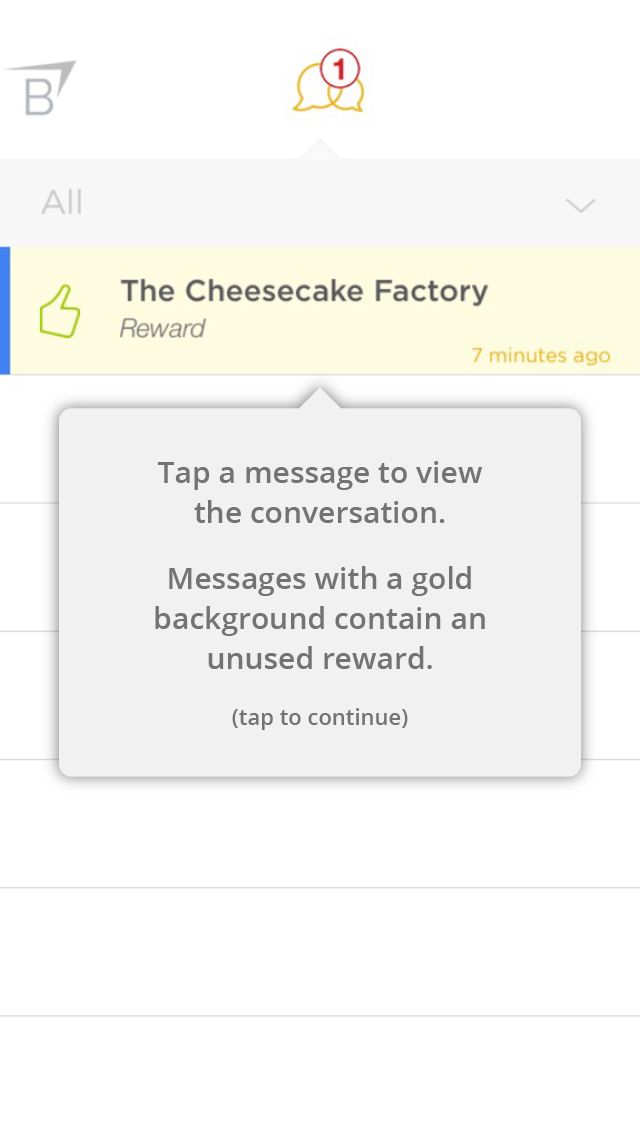 B
1
All
The Cheesecake Factory
Reward
7 minutes ago
Tap a message to view
the conversation.
Messages with a gold
background contain an
unused reward.
(tap to continue)